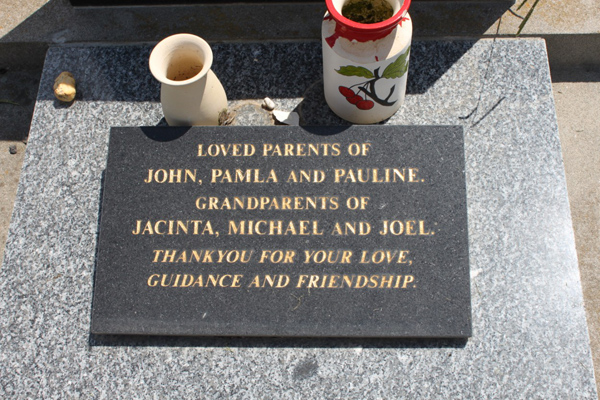 LOVED PARENTS OF
JOHN, PAMLA AND PAULINE.
GRANDPARENTS OF
JACINTA, MICHAEL AND JOEL.
THANKYOU FOR YOUR LOVE,
GUIDANCE AND FRIENDSHIP.